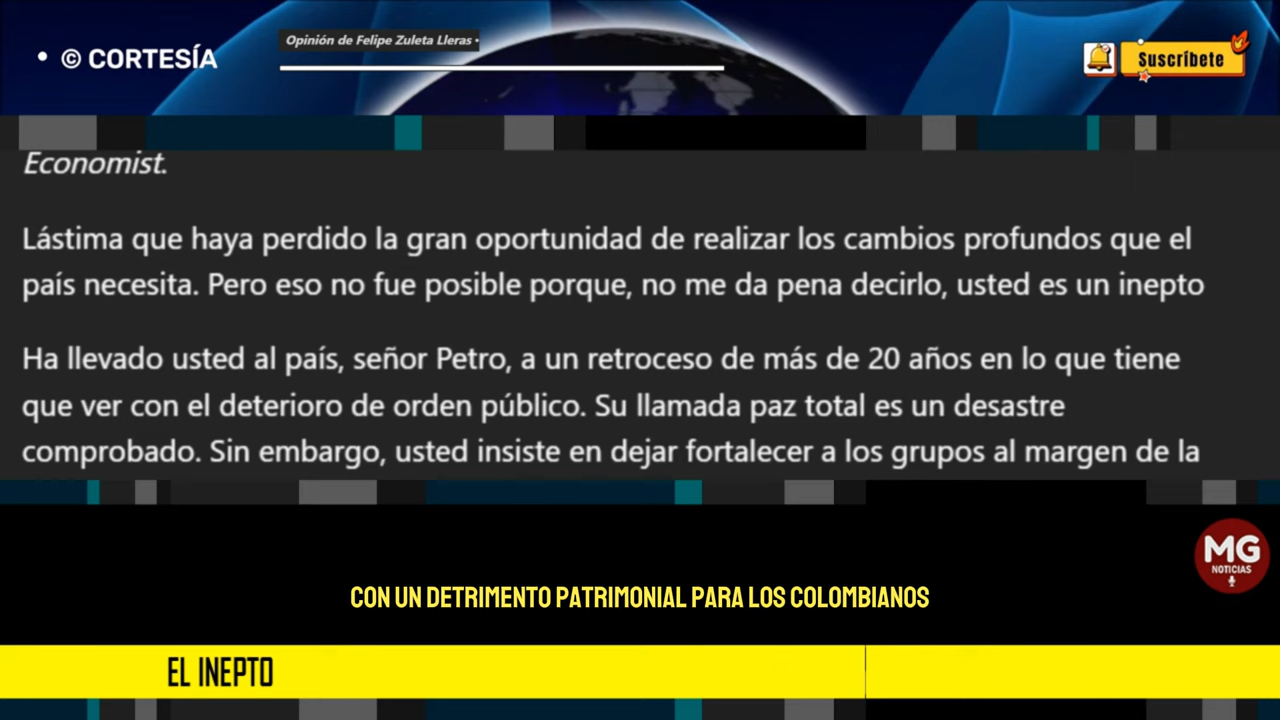 • © CORTESÍA
Opinión de Felipe Zuleta Lleras •
Suscríbete
Economist.
Lástima que haya perdido la gran oportunidad de realizar los cambios profundos que el
país necesita. Pero eso no fue posible porque, no me da pena decirlo, usted es un inepto
Ha llevado usted al país, señor Petro, a un retroceso de más de 20 años en lo que tiene
que ver con el deterioro de orden público. Su llamada paz total es un desastre
comprobado. Sin embargo, usted insiste en dejar fortalecer a los grupos al margen de la
MG
NOTICIAS
CON UN DETRIMENTO PATRIMONIAL PARA LOS COLOMBIANOS
EL INEPTO